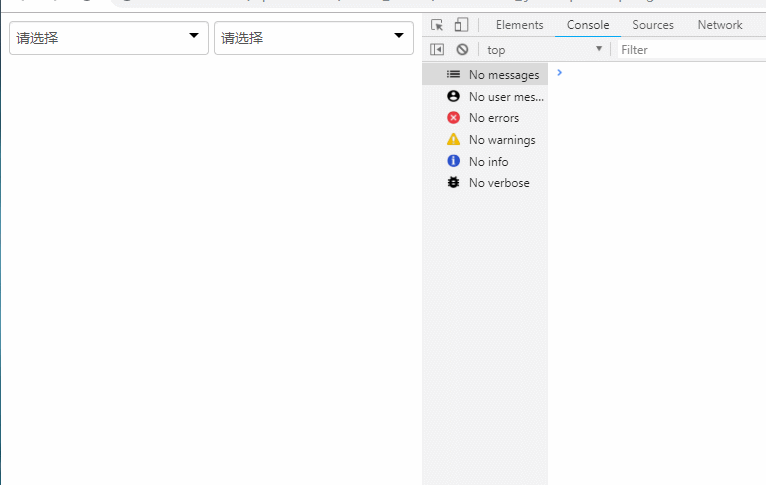 请选择 请选择
Elements Console Sources Network
top Filter
No messages
No user mes...
No errors
No warnings
No info
No verbose